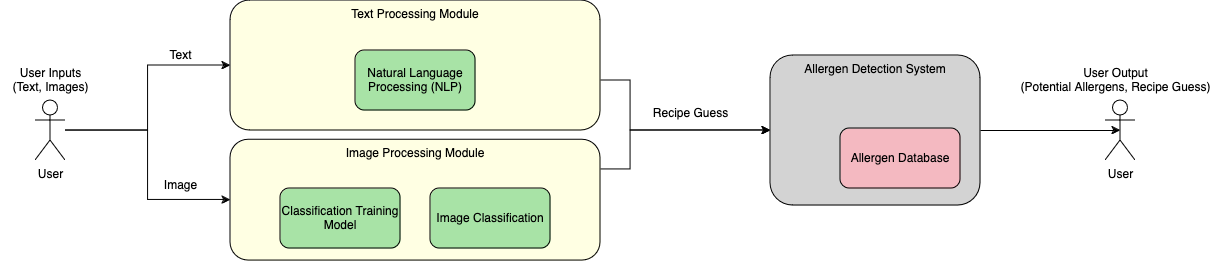 User Inputs
(Text, Images)
User
Text
Image
Text Processing Module
Natural Language
Processing (NLP)
Image Processing Module
Classification Training
Model
Image Classification
Recipe Guess
Allergen Detection System
Allergen Database
User Output
(Potential Allergens, Recipe Guess)
User